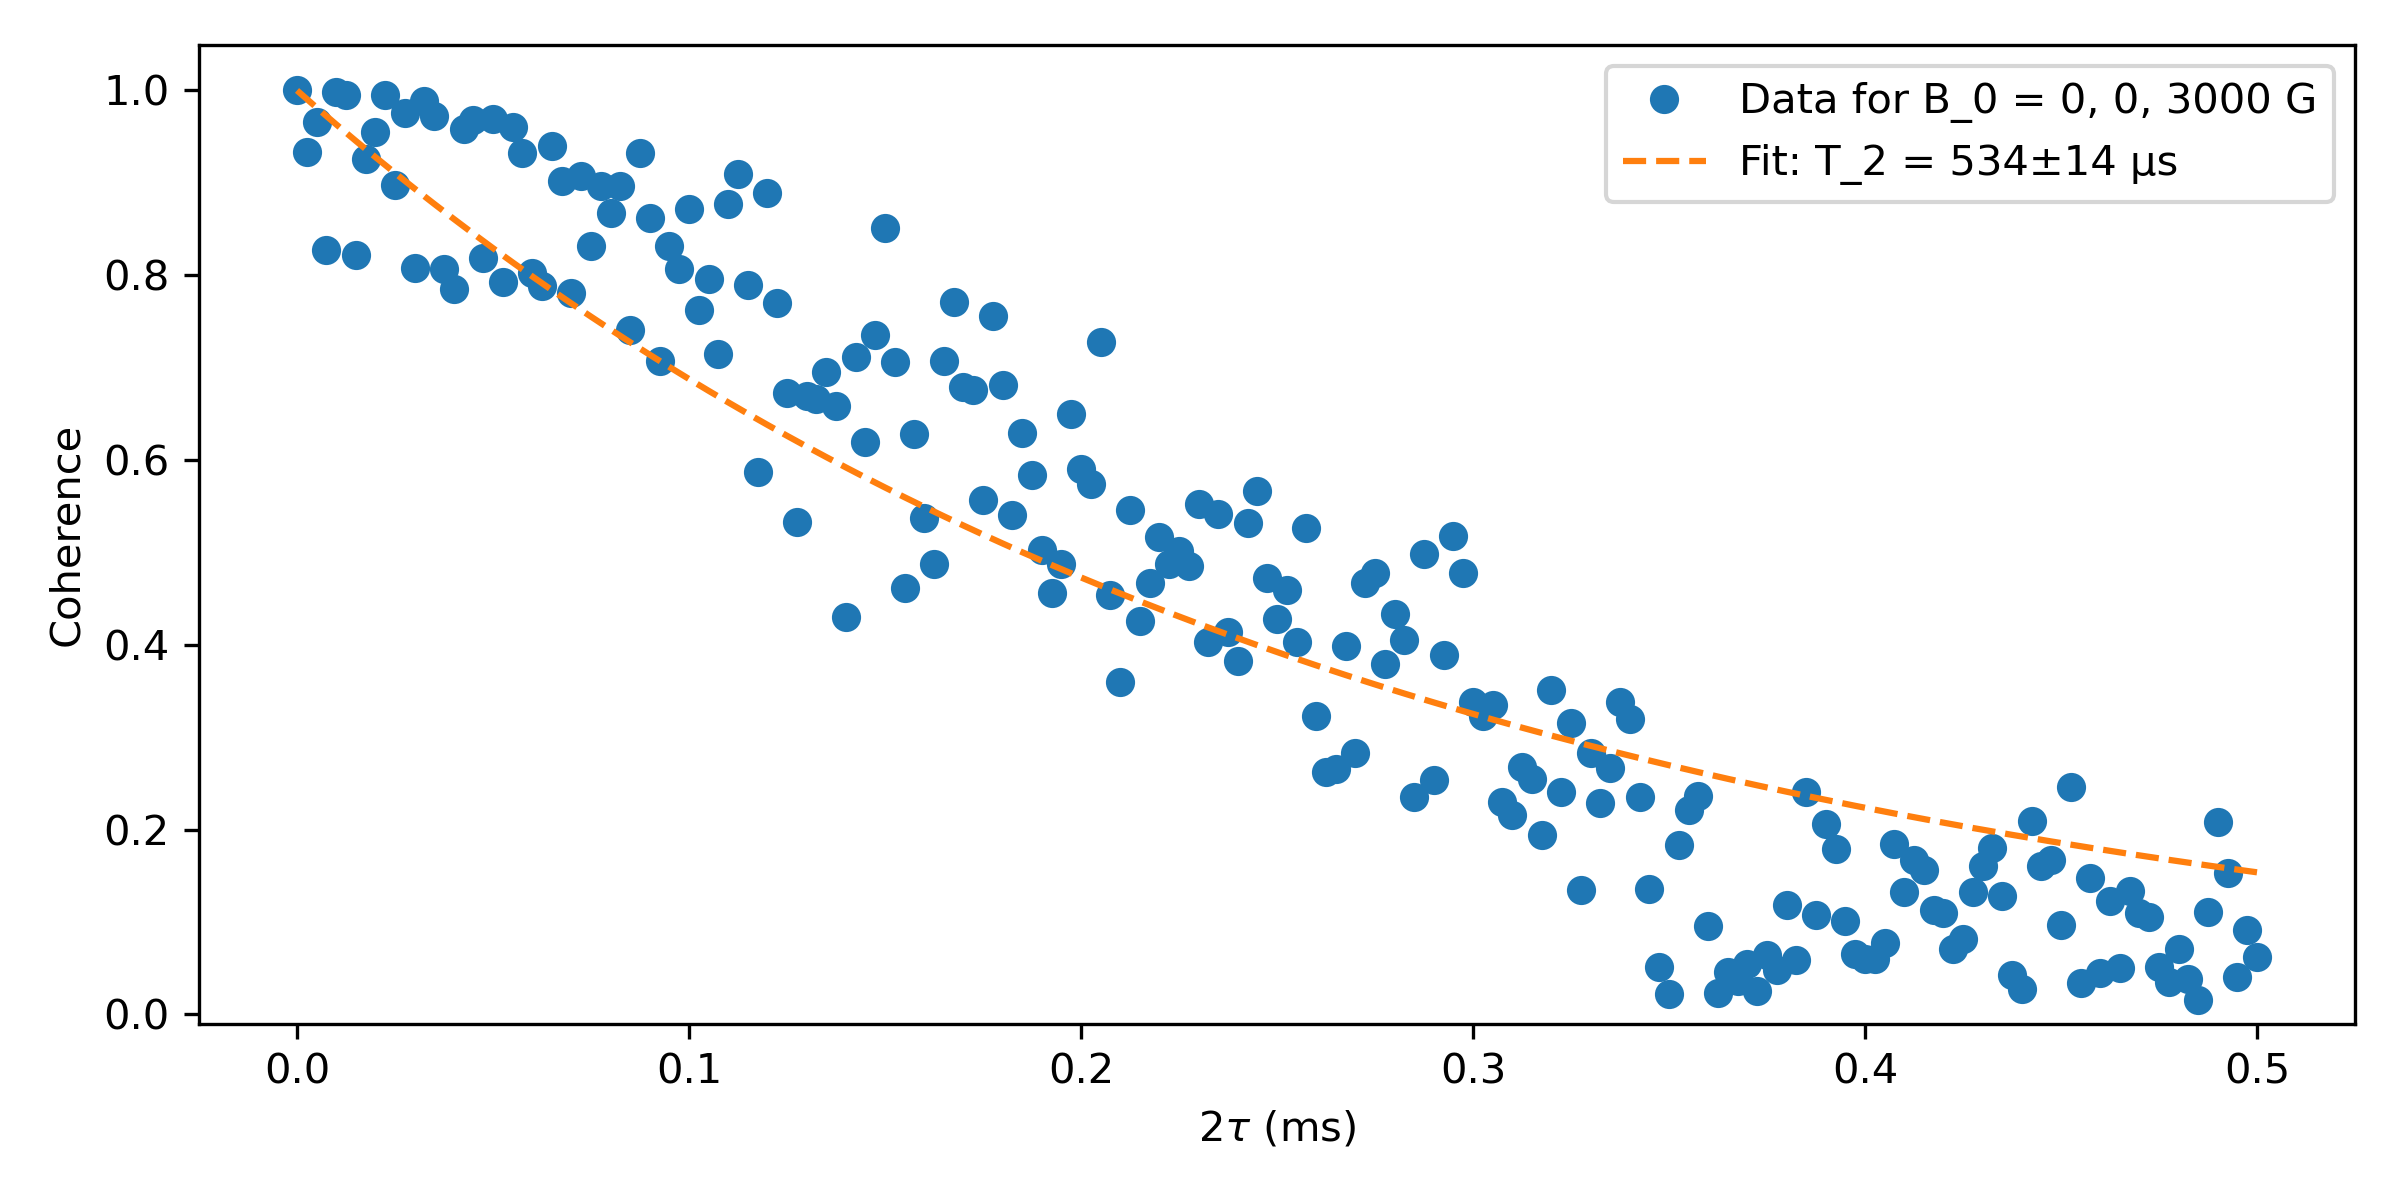 Data for B_0 = 0, 0, 3000 G
Fit: T_2 = 534±14 μs
Coherence
1.0
0.8
0.6
0.4
0.2
0.0
0.0 0.1 0.2 0.3 0.4 0.5
2τ (ms)